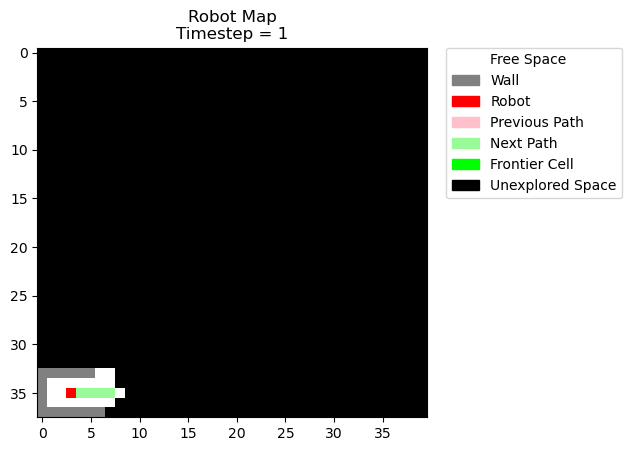 Robot Map
Timestep = 1
0
5
10
15
20
25
30
35
0
5
10
15
20
25
30
35
Free Space
Wall
Robot
Previous Path
Next Path
Frontier Cell
Unexplored Space